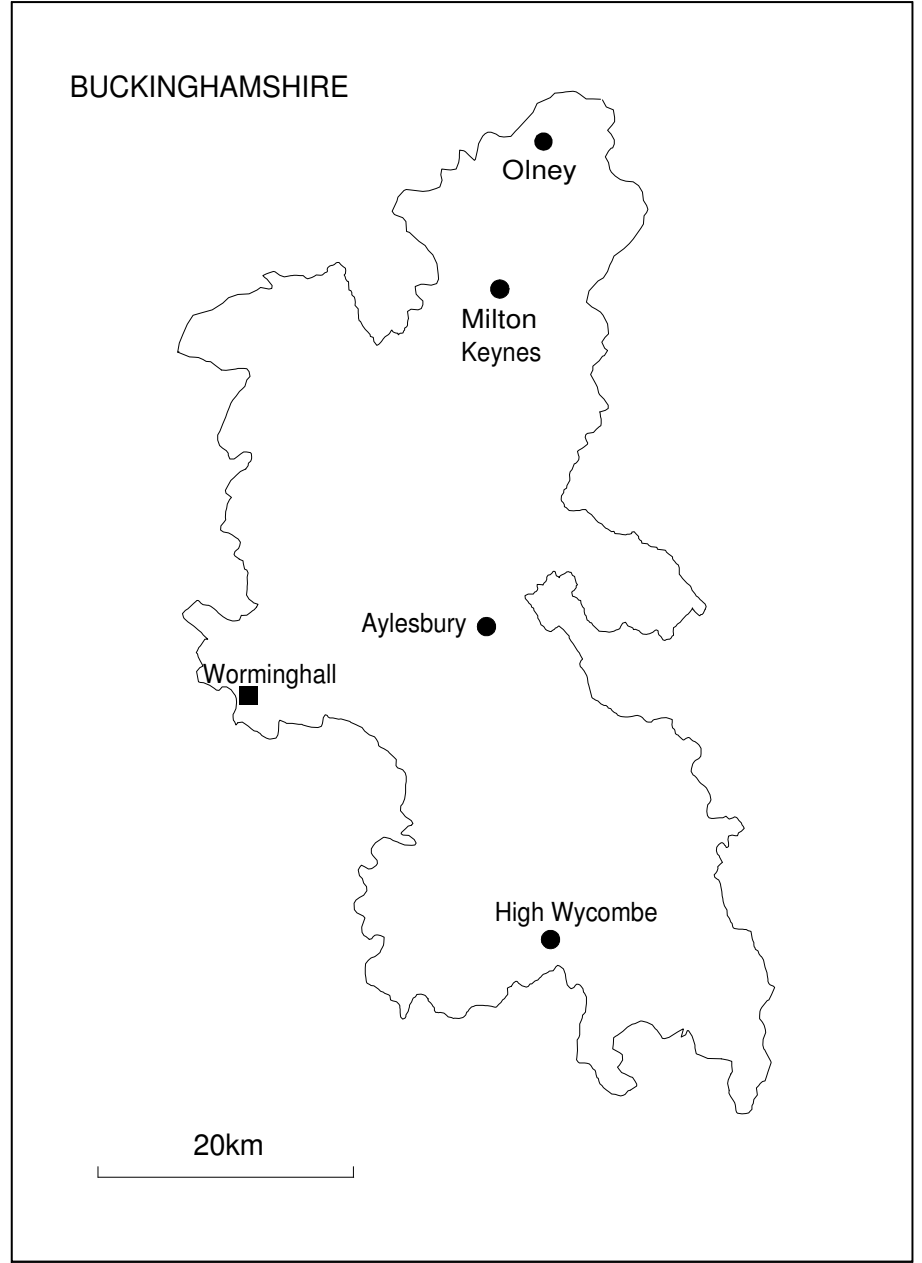 BUCKINGHAMSHIRE
Olney
Milton
Keynes
Aylesbury
Worminghall
High Wycombe
20km